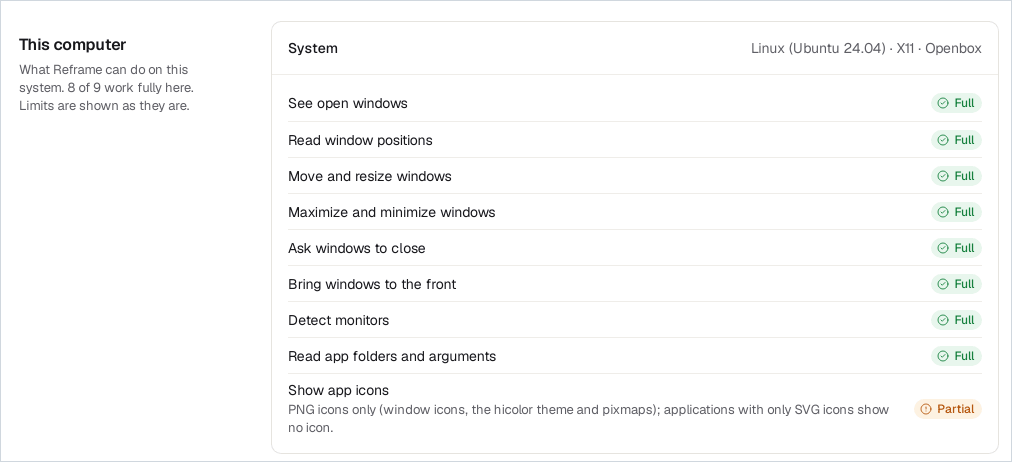 This computer
What Reframe can do on this
system. 8 of 9 work fully here.
Limits are shown as they are.
System
Linux (Ubuntu 24.04) · X11 · Openbox
See open windows
Full
Read window positions
Full
Move and resize windows
Full
Maximize and minimize windows
Full
Ask windows to close
Full
Bring windows to the front
Full
Detect monitors
Full
Read app folders and arguments
Full
Show app icons
PNG icons only (window icons, the hicolor theme and pixmaps); applications with only SVG icons show
no icon.
Partial